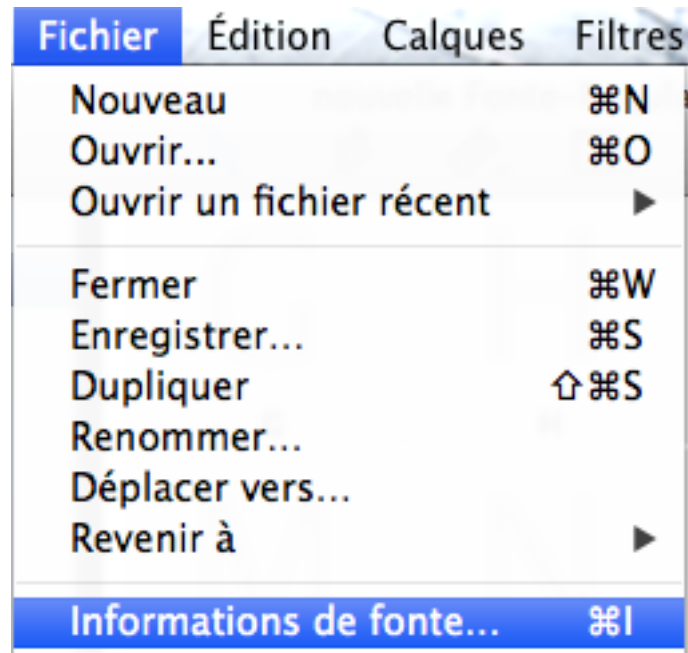 Fichier Édition Calques Filtres
Nouveau ⌘N
Ouvrir... ⌘O
Ouvrir un fichier récent ▶
Fermer ⌘W
Enregistrer... ⌘S
Dupliquer ⇧⌘S
Renommer...
Déplacer vers...
Revenir à ▶
Informations de fonte... ⌘I